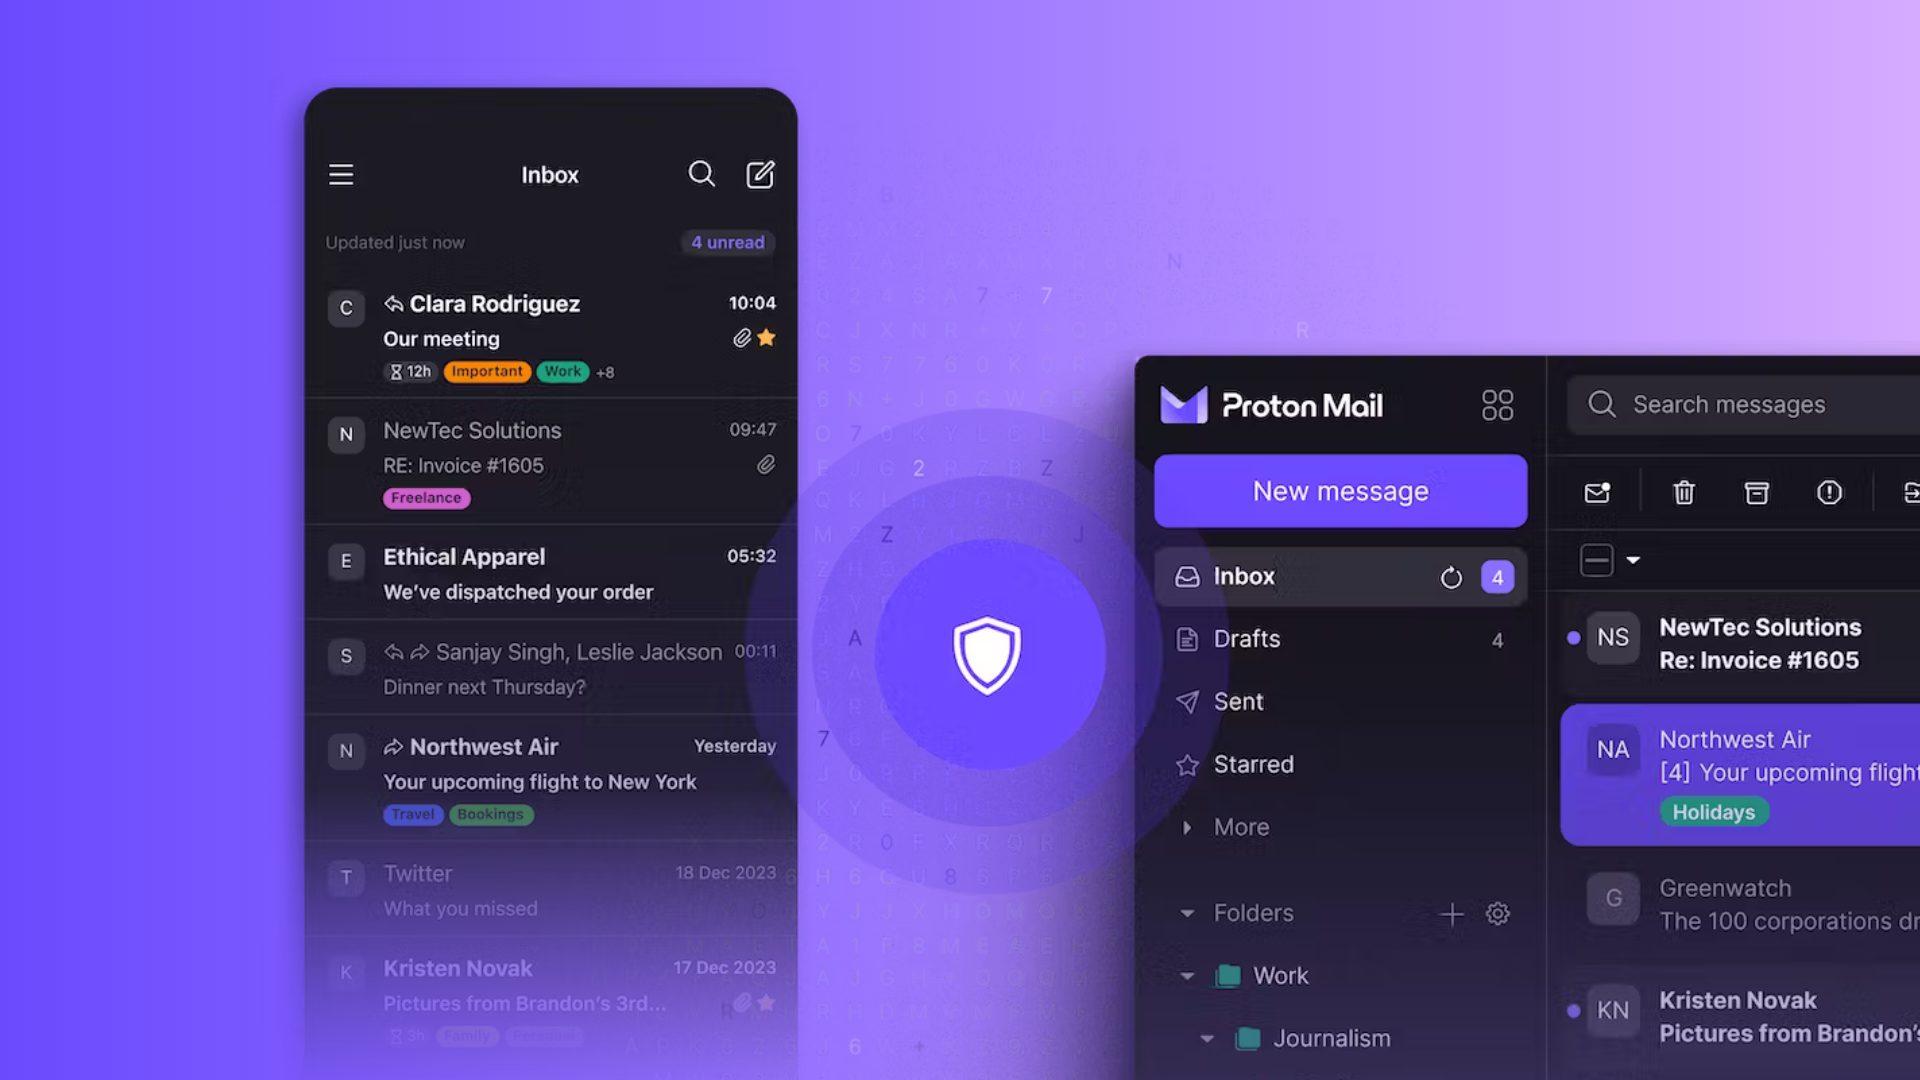 Inbox
Updated just now
4 unread
C
Clara Rodriguez
10:04
Our meeting
12h
Important
Work
+8
N
NewTec Solutions
09:47
RE: Invoice #1605
Freelance
E
Ethical Apparel
05:32
We've dispatched your order
S
Sanjay Singh, Leslie Jackson
00:11
Dinner next Thursday?
N
Northwest Air
Yesterday
Your upcoming flight to New York
Travel
Bookings
T
Twitter
18 Dec 2023
What you missed
K
Kristen Novak
17 Dec 2023
Pictures from Brandon's 3rd...
3h
Family
Proton Mail
New message
Inbox
4
Drafts
4
Sent
Starred
More
Folders
Work
Journalism
Search messages
NS
NewTec Solutions
Re: Invoice #1605
NA
Northwest Air
[4] Your upcoming flight
Holidays
G
Greenwatch
The 100 corporations dr
KN
Kristen Novak
Pictures from Brandon's